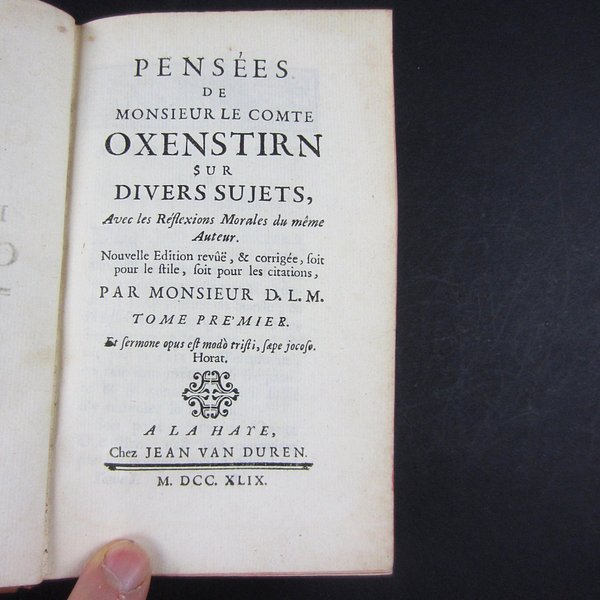 PENSÉES
DE
MONSIEUR LE COMTE
OXENSTIRN
SUR
DIVERS SUJETS,
Avec les Réflexions Morales du même
Auteur.
Nouvelle Edition revûë, & corrigée, ſoit
pour le ſtile, ſoit pour les citations,
PAR MONSIEUR D. L. M.
TOME PREMIER.
Et ſermone opus eſt modò triſti, ſæpe jocoſo.
Horat.
A LA HAYE,
Chez JEAN VAN DUREN.
M. DCC. XLIX.